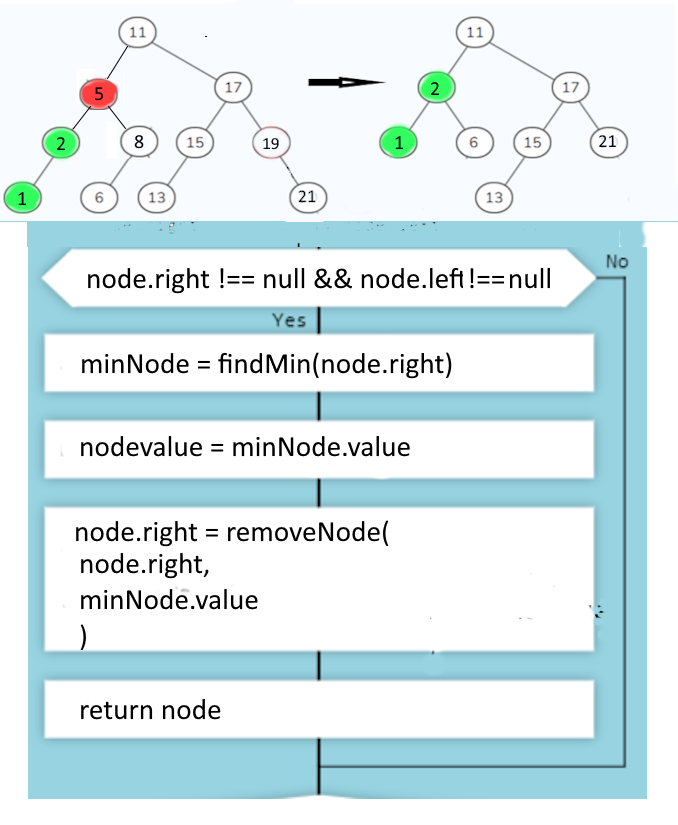 11 11
5 17 2 17
2 8 15 19 1 6 15 21
1 6 13 21 13
node.right !== null && node.left!==null
No
Yes
minNode = findMin(node.right)
nodevalue = minNode.value
node.right = removeNode(
node.right,
minNode.value
)
return node